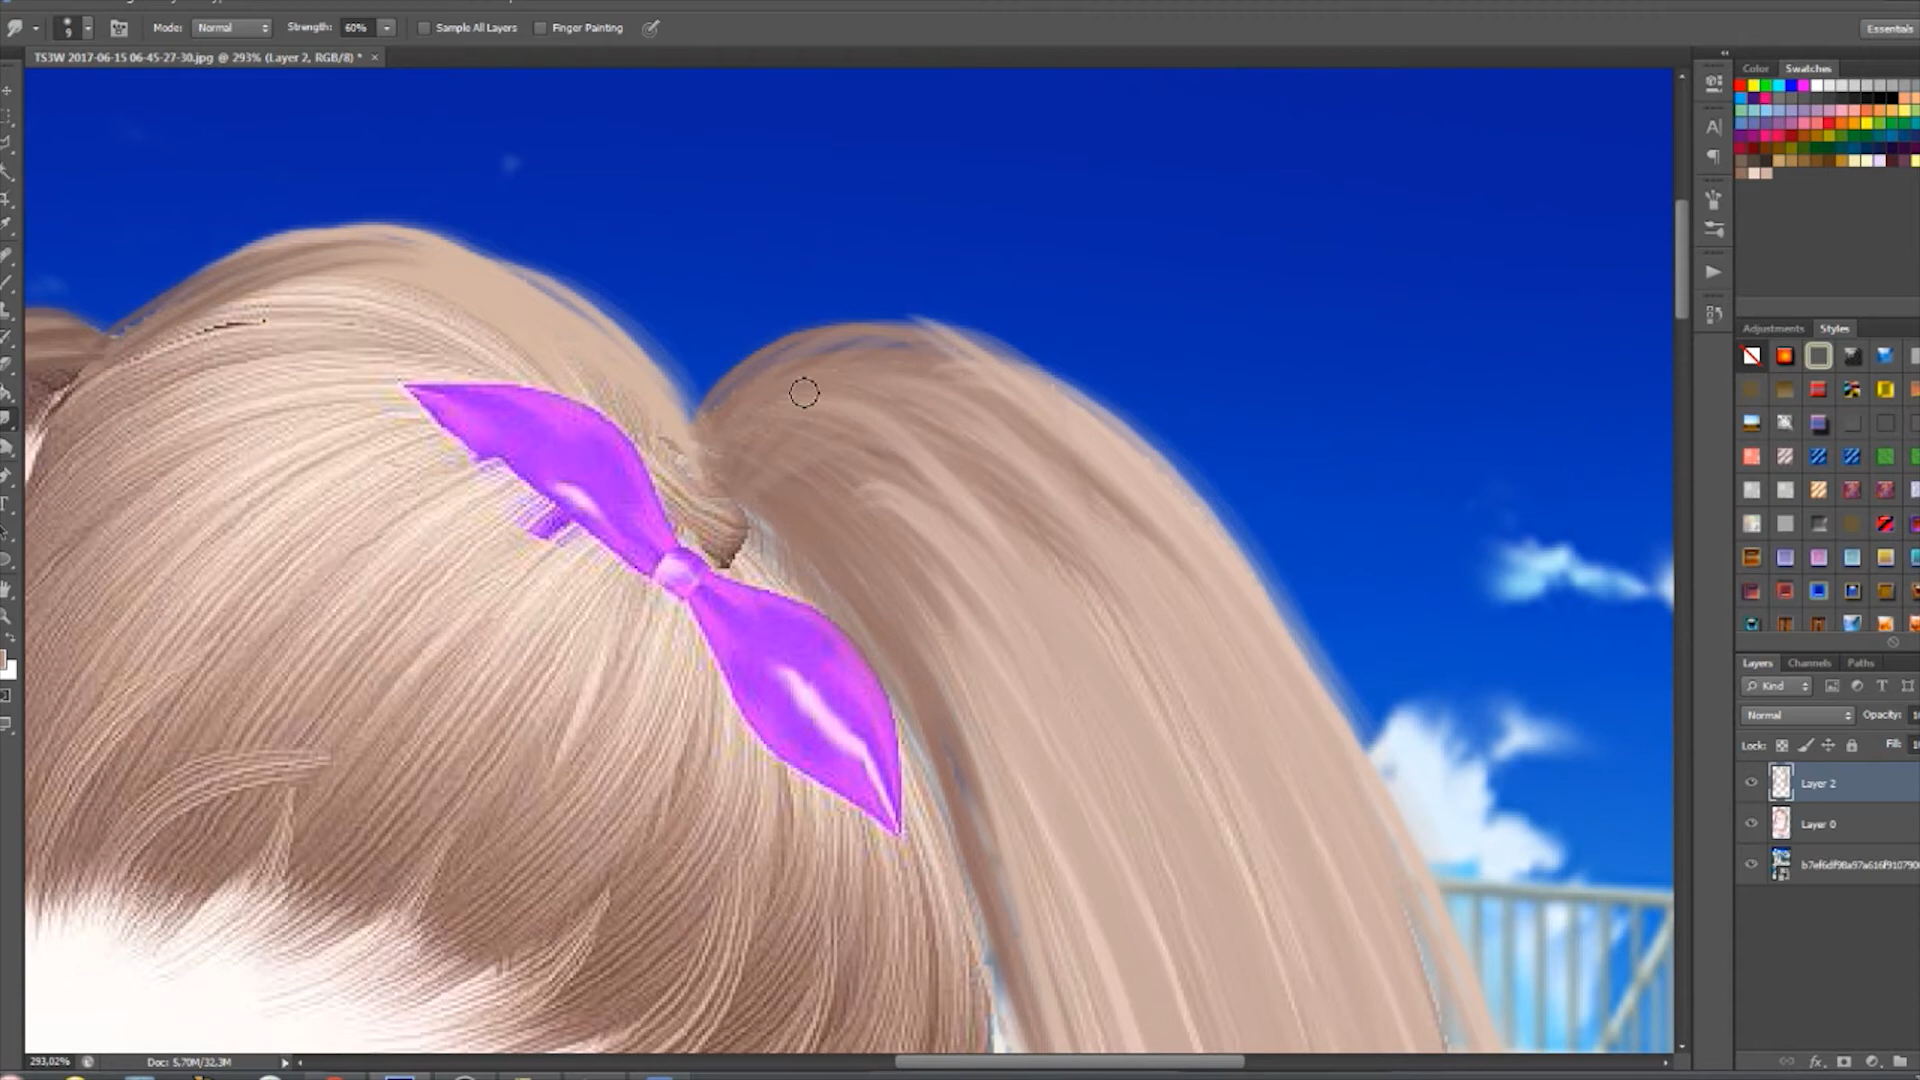 Mode: Normal Strength: 60% Sample All Layers Finger Painting Essentials
9
TS3W 2017-06-15 06-45-27-30.jpg @ 293% (Layer 2, RGB/8) * ×
Color Swatches
Adjustments Styles
Layers Channels Paths
Kind
Normal Opacity:
Lock: Fill:
Layer 2
Layer 0
293,02% Doc: 5,70M/32,3M